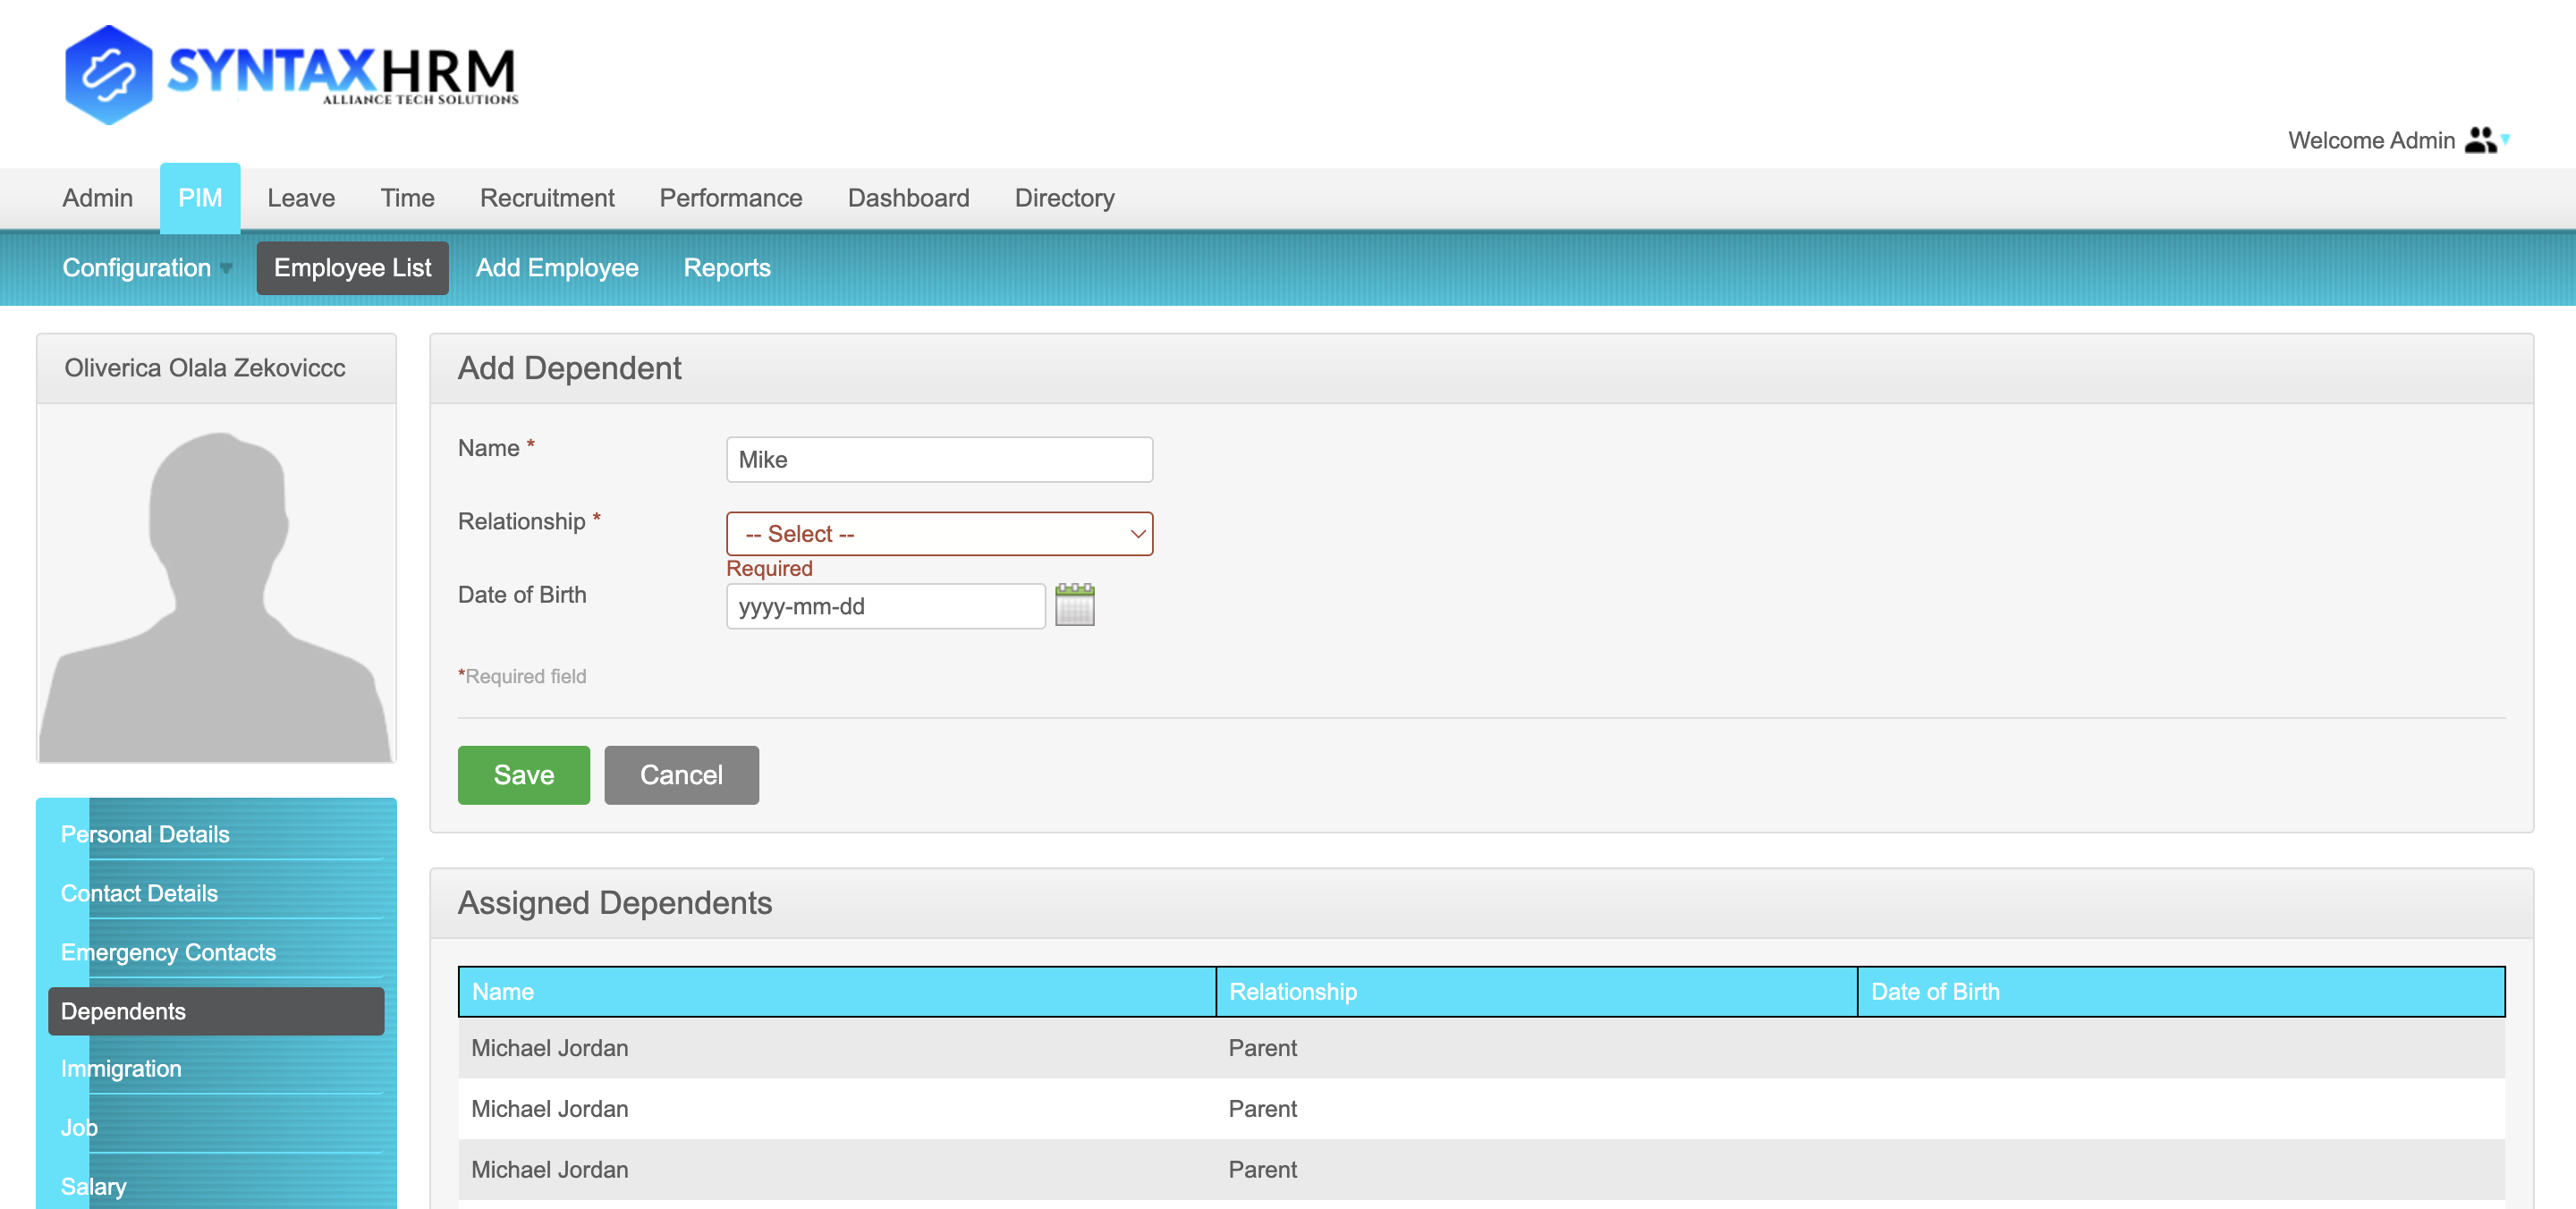 SYNTAXHRM
ALLIANCE TECH SOLUTIONS
Welcome Admin
Admin PIM Leave Time Recruitment Performance Dashboard Directory
Configuration Employee List Add Employee Reports
Oliverica Olala Zekoviccc
Add Dependent
Name *
Mike
Relationship *
-- Select --
Required
Date of Birth
yyyy-mm-dd
*Required field
Save Cancel
Personal Details
Contact Details
Emergency Contacts
Dependents
Immigration
Job
Salary
Assigned Dependents
Name Relationship Date of Birth
Michael Jordan Parent
Michael Jordan Parent
Michael Jordan Parent